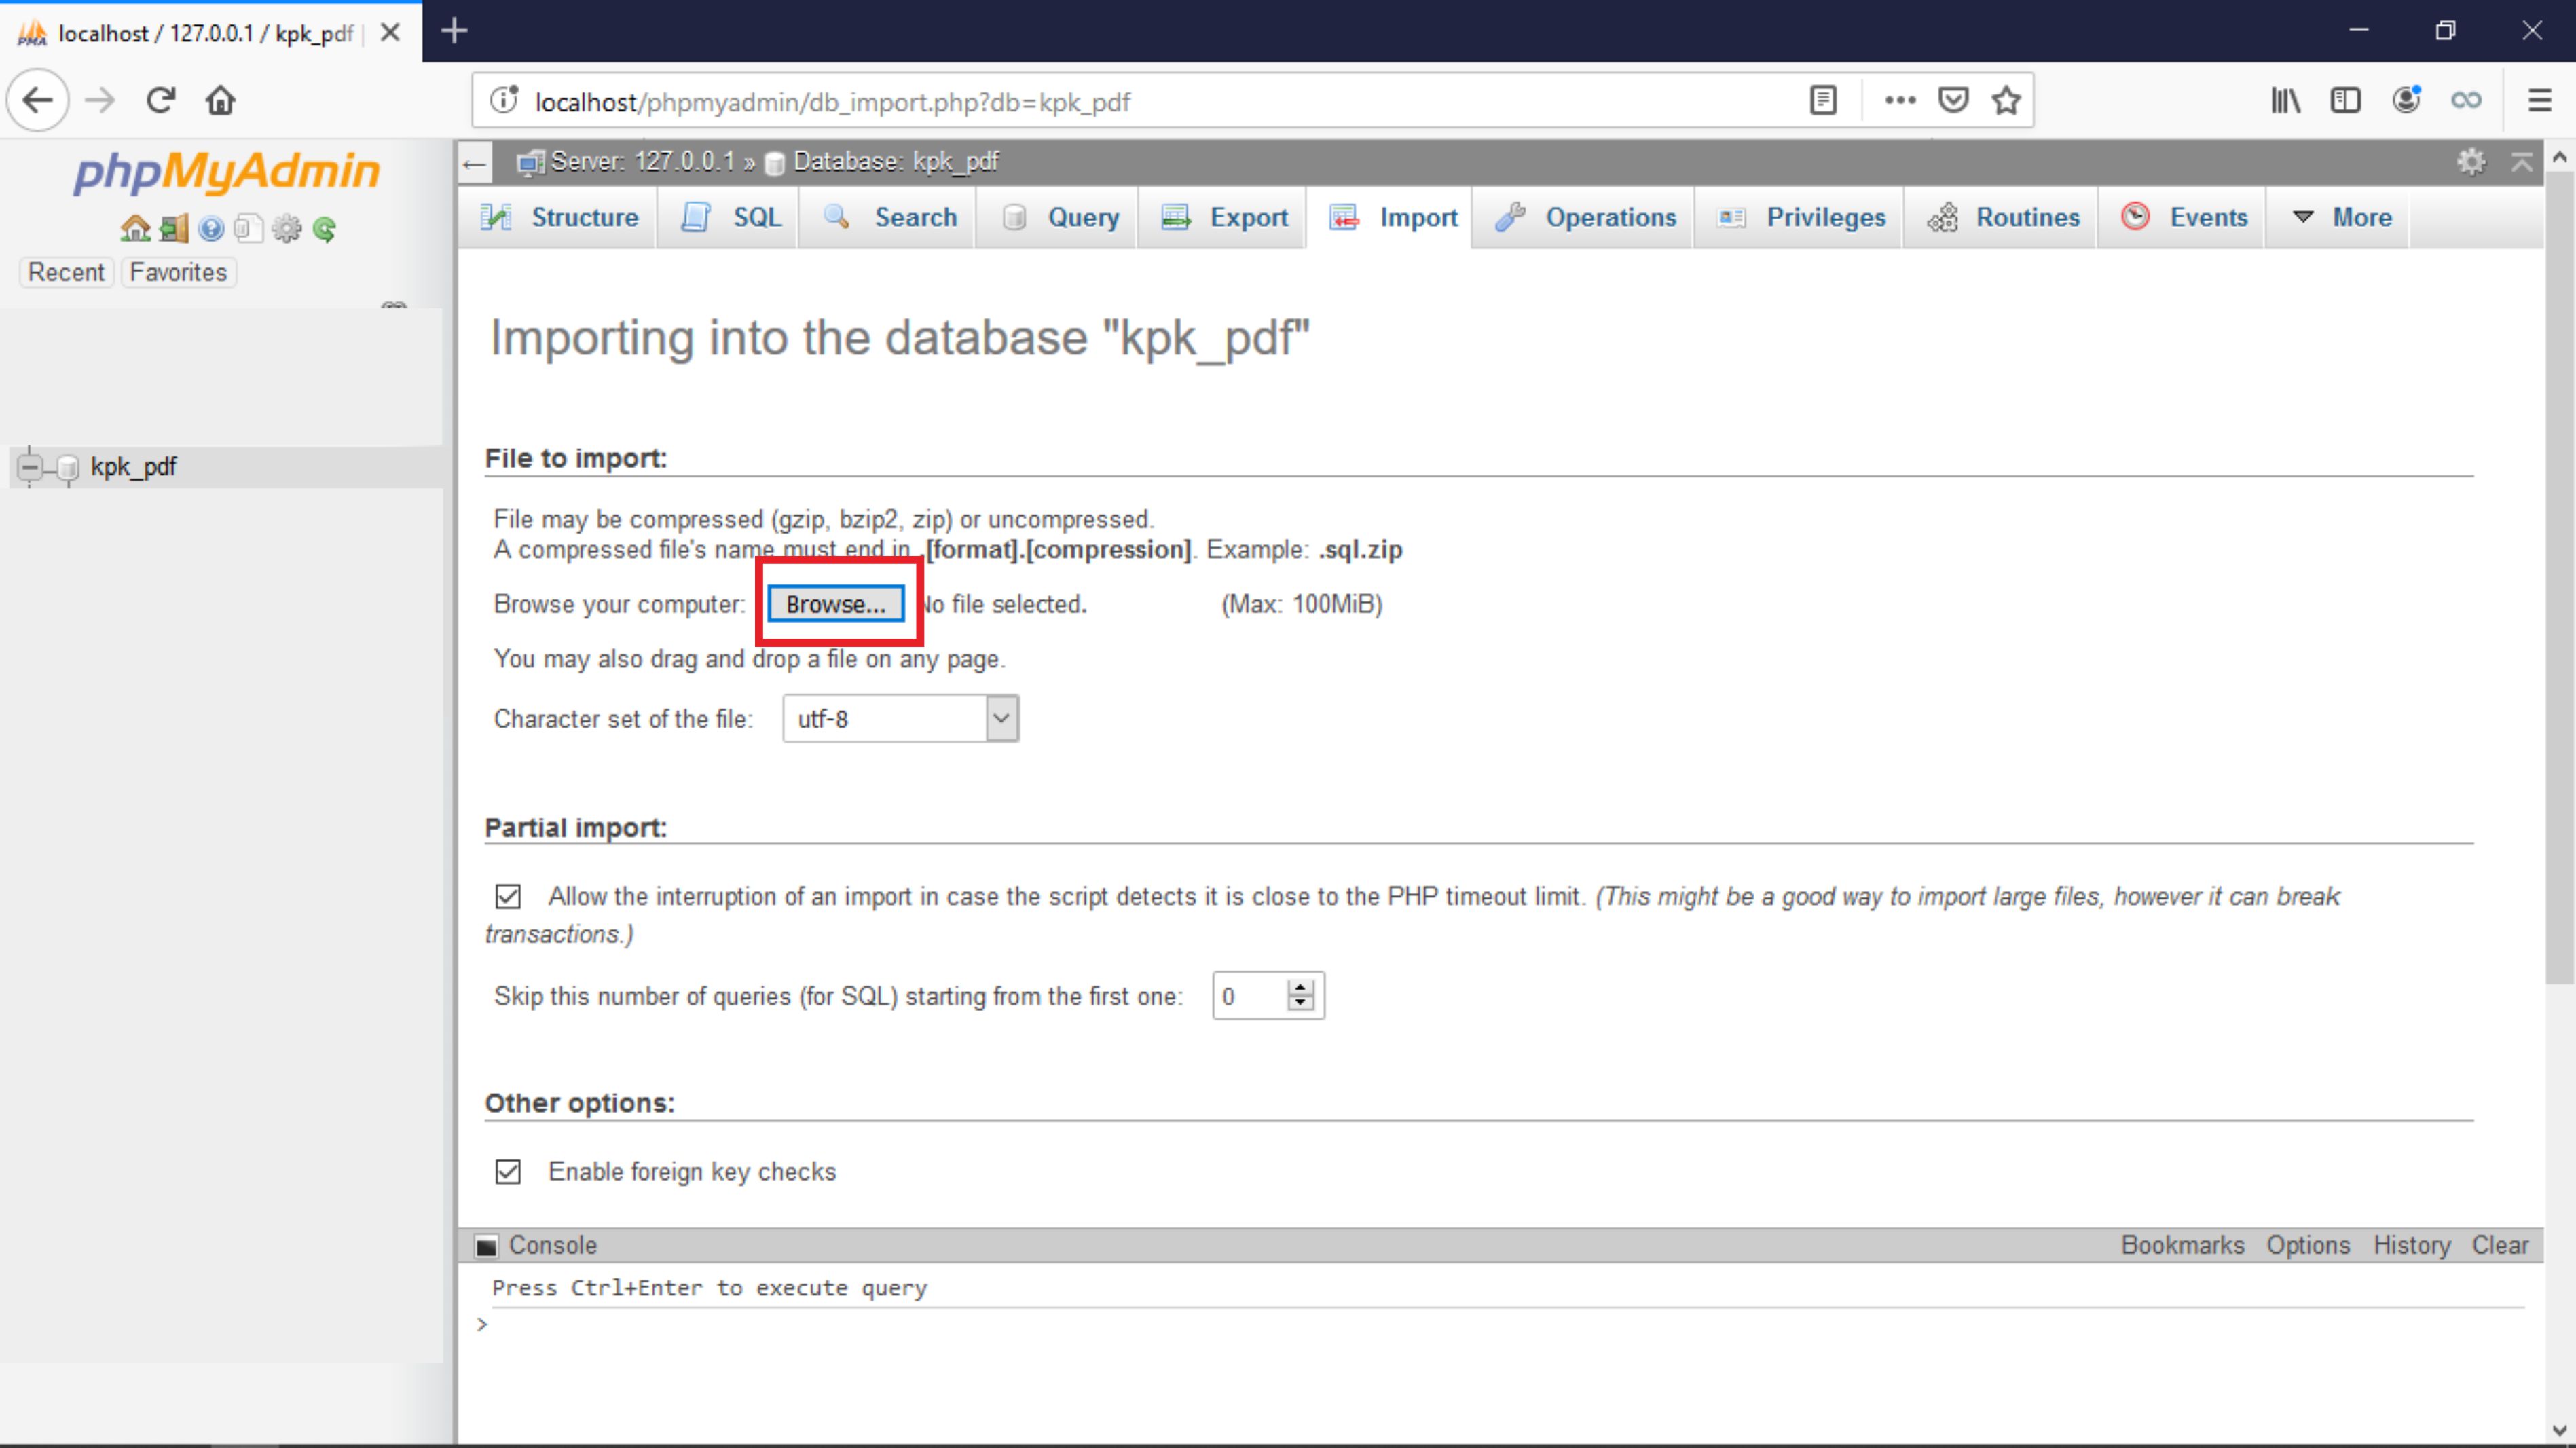 localhost / 127.0.0.1 / kpk_pdf |
localhost/phpmyadmin/db_import.php?db=kpk_pdf
phpMyAdmin
Recent Favorites
kpk_pdf
Server: 127.0.0.1 » Database: kpk_pdf
Structure SQL Search Query Export Import Operations Privileges Routines Events More
Importing into the database "kpk_pdf"
File to import:
File may be compressed (gzip, bzip2, zip) or uncompressed.
A compressed file's name must end in .[format].[compression]. Example: .sql.zip
Browse your computer: Browse... No file selected. (Max: 100MiB)
You may also drag and drop a file on any page.
Character set of the file: utf-8
Partial import:
Allow the interruption of an import in case the script detects it is close to the PHP timeout limit. (This might be a good way to import large files, however it can break
transactions.)
Skip this number of queries (for SQL) starting from the first one: 0
Other options:
Enable foreign key checks
Console Bookmarks Options History Clear
Press Ctrl+Enter to execute query
>